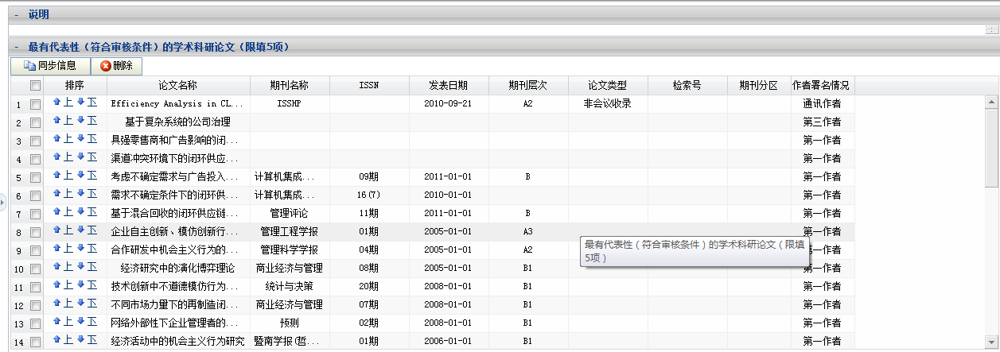 - 说明
- 最有代表性（符合审核条件）的学术科研论文（限填5项）
同步信息 删除
排序 论文名称 期刊名称 ISSN 发表日期 期刊层次 论文类型 检索号 期刊分区 作者署名情况
1 上 下 Efficiency Analysis in CL... ISSHP 2010-09-21 A2 非会议收录 通讯作者
2 上 下 基于复杂系统的公司治理 第三作者
3 上 下 具强零售商和广告影响的闭... 第一作者
4 上 下 渠道冲突环境下的闭环供应... 第一作者
5 上 下 考虑不确定需求与广告投入... 计算机集成... 09期 2011-01-01 B 第一作者
6 上 下 需求不确定条件下的闭环供... 计算机集成... 16(7) 2010-01-01 第一作者
7 上 下 基于混合回收的闭环供应链... 管理评论 11期 2011-01-01 B 第一作者
8 上 下 企业自主创新、模仿创新行... 管理工程学报 01期 2005-01-01 A3 第一作者
9 上 下 合作研发中机会主义行为的... 管理科学学报 04期 2005-01-01 A2 第一作者
最有代表性（符合审核条件）的学术科研论文（限填
5项）
10 上 下 经济研究中的演化博弈理论 商业经济与管理 08期 2005-01-01 B1 第一作者
11 上 下 技术创新中不道德模仿行为... 统计与决策 20期 2008-01-01 B1 第一作者
12 上 下 不同市场力量下的再制造闭... 商业经济与管理 07期 2008-01-01 B1 第一作者
13 上 下 网络外部性下企业管理者的... 预测 02期 2008-01-01 B1 第一作者
14 上 下 经济活动中的机会主义行为研究 暨南学报(哲... 01期 2006-01-01 B1 第一作者